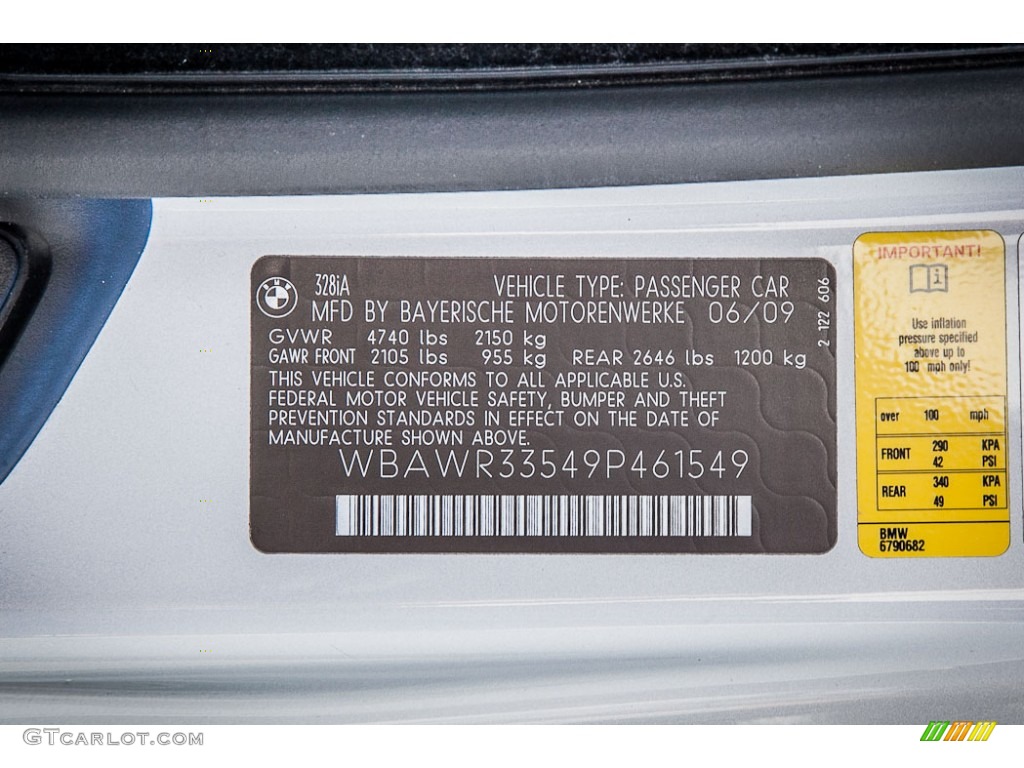 BMW
328iA VEHICLE TYPE: PASSENGER CAR
MFD BY BAYERISCHE MOTORENWERKE 06/09
GVWR 4740 lbs 2150 kg
GAWR FRONT 2105 lbs 955 kg REAR 2646 lbs 1200 kg
THIS VEHICLE CONFORMS TO ALL APPLICABLE U.S.
FEDERAL MOTOR VEHICLE SAFETY, BUMPER AND THEFT
PREVENTION STANDARDS IN EFFECT ON THE DATE OF
MANUFACTURE SHOWN ABOVE.
WBAWR33549P461549
2-122 606
IMPORTANT!
i
Use inflation
pressure specified
above up to
100 mph only!
over 100 mph
FRONT 290 KPA
42 PSI
REAR 340 KPA
49 PSI
BMW
6790682
GTcarlot.com